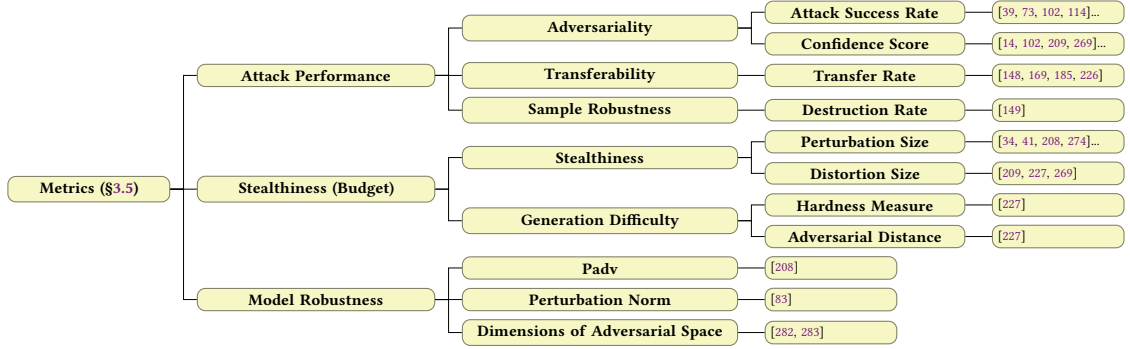 Metrics (§3.5)
Attack Performance
Adversariality
Attack Success Rate
[39, 73, 102, 114]...
Confidence Score
[14, 102, 209, 269]...
Transferability
Transfer Rate
[148, 169, 185, 226]
Sample Robustness
Destruction Rate
[149]
Stealthiness (Budget)
Stealthiness
Perturbation Size
[34, 41, 208, 274]...
Distortion Size
[209, 227, 269]
Generation Difficulty
Hardness Measure
[227]
Adversarial Distance
[227]
Model Robustness
Padv
[208]
Perturbation Norm
[83]
Dimensions of Adversarial Space
[282, 283]